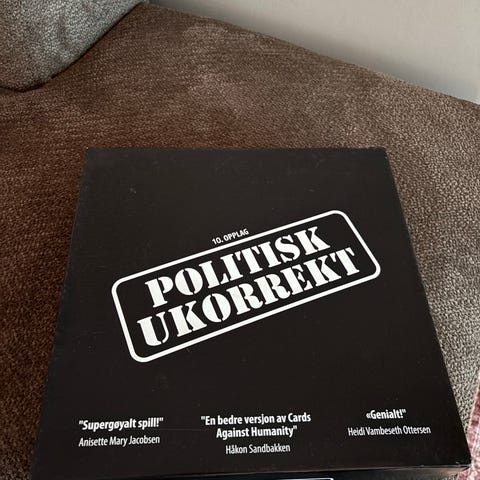 10. OPPLAG
POLITISK
UKORREKT
"Supergøyalt spill!"
Anisette Mary Jacobsen
"En bedre versjon av Cards
Against Humanity"
Håkon Sandbakken
«Genialt!"
Heidi Vambeseth Ottersen